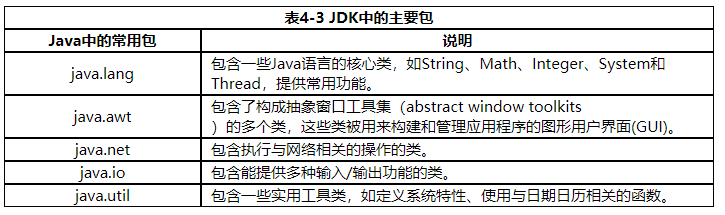 表4-3 JDK中的主要包
Java中的常用包 说明
java.lang 包含一些Java语言的核心类，如String、Math、Integer、System和
Thread，提供常用功能。
java.awt 包含了构成抽象窗口工具集（abstract window toolkits
）的多个类，这些类被用来构建和管理应用程序的图形用户界面(GUI)。
java.net 包含执行与网络相关的操作的类。
java.io 包含能提供多种输入/输出功能的类。
java.util 包含一些实用工具类，如定义系统特性、使用与日期日历相关的函数。